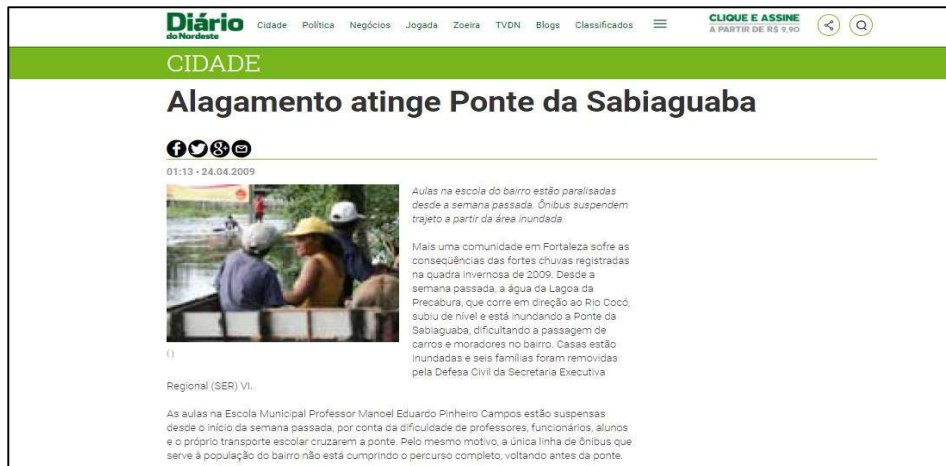 Diário
do Nordeste
Cidade Política Negócios Jogada Zoeira TVDN Blogs Classificados
CLIQUE E ASSINE
A PARTIR DE R$ 9,90
CIDADE
Alagamento atinge Ponte da Sabiaguaba
01:13 • 24.04.2009
Aulas na escola do bairro estão paralisadas
desde a semana passada. Ônibus suspendem
trajeto a partir da área inundada
Mais uma comunidade em Fortaleza sofre as
conseqüências das fortes chuvas registradas
na quadra invernosa de 2009. Desde a
semana passada, a água da Lagoa da
Precabura, que corre em direção ao Rio Cocó,
subiu de nível e está inundando a Ponte da
Sabiaguaba, dificultando a passagem de
carros e moradores no bairro. Casas estão
inundadas e seis famílias foram removidas
pela Defesa Civil da Secretaria Executiva
()
Regional (SER) VI.
As aulas na Escola Municipal Professor Manoel Eduardo Pinheiro Campos estão suspensas
desde o início da semana passada, por conta da dificuldade de professores, funcionários, alunos
e o próprio transporte escolar cruzarem a ponte. Pelo mesmo motivo, a única linha de ônibus que
serve à população do bairro não está cumprindo o percurso completo, voltando antes da ponte.